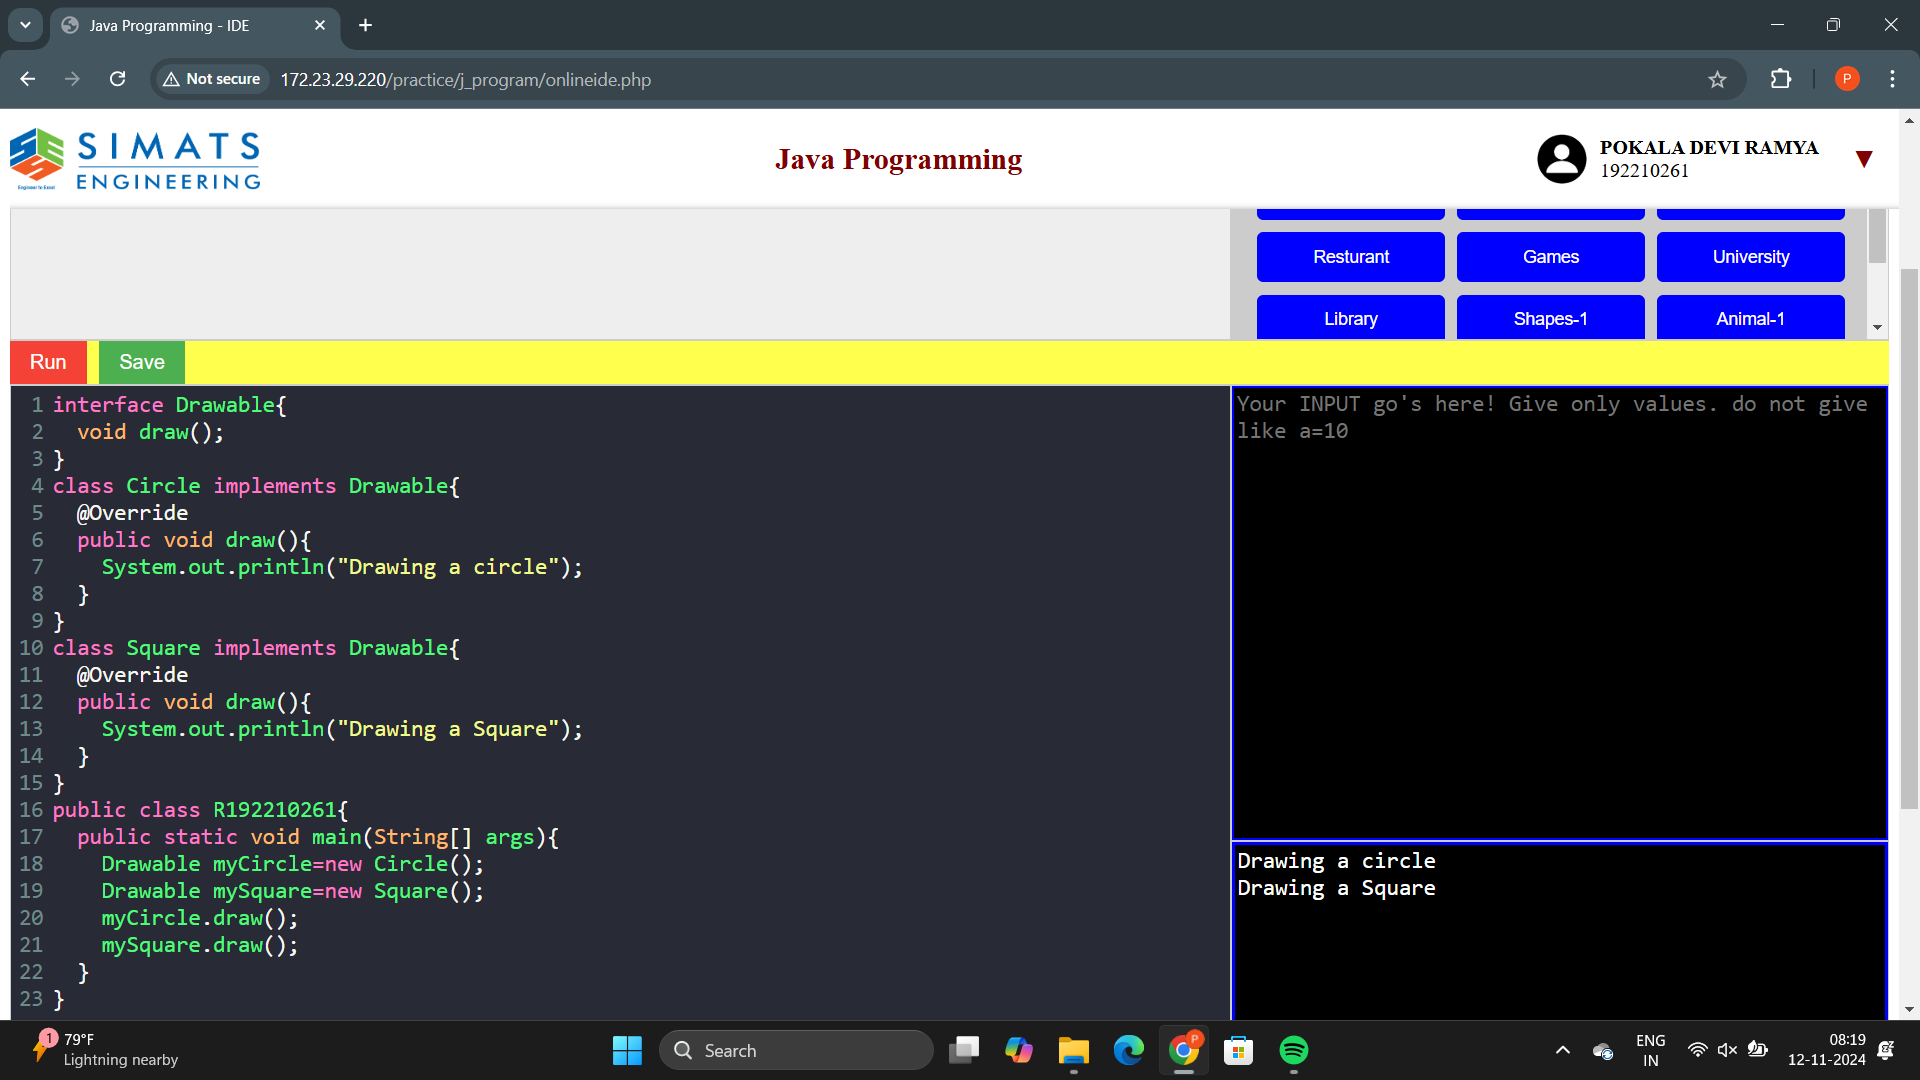 Java Programming - IDE
Not secure
172.23.29.220/practice/j_program/onlineide.php
P
SIMATS
ENGINEERING
Engineer to Excel
Java Programming
POKALA DEVI RAMYA
192210261
Resturant
Games
University
Library
Shapes-1
Animal-1
Run
Save
1 interface Drawable{
2   void draw();
3 }
4 class Circle implements Drawable{
5   @Override
6   public void draw(){
7     System.out.println("Drawing a circle");
8   }
9 }
10 class Square implements Drawable{
11   @Override
12   public void draw(){
13     System.out.println("Drawing a Square");
14   }
15 }
16 public class R192210261{
17   public static void main(String[] args){
18     Drawable myCircle=new Circle();
19     Drawable mySquare=new Square();
20     myCircle.draw();
21     mySquare.draw();
22   }
23 }
Your INPUT go's here! Give only values. do not give
like a=10
Drawing a circle
Drawing a Square
1
79°F
Lightning nearby
Search
P
ENG
IN
08:19
12-11-2024